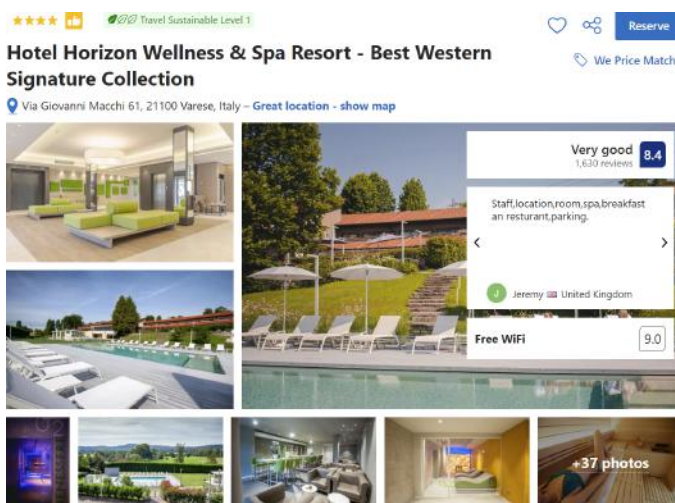 Travel Sustainable Level 1
Reserve
Hotel Horizon Wellness & Spa Resort - Best Western
Signature Collection
We Price Match
Via Giovanni Macchi 61, 21100 Varese, Italy – Great location - show map
Very good
1,630 reviews
8.4
Staff,location,room,spa,breakfast
an resturant,parking.
J
Jeremy
United Kingdom
Free WiFi
9.0
+37 photos